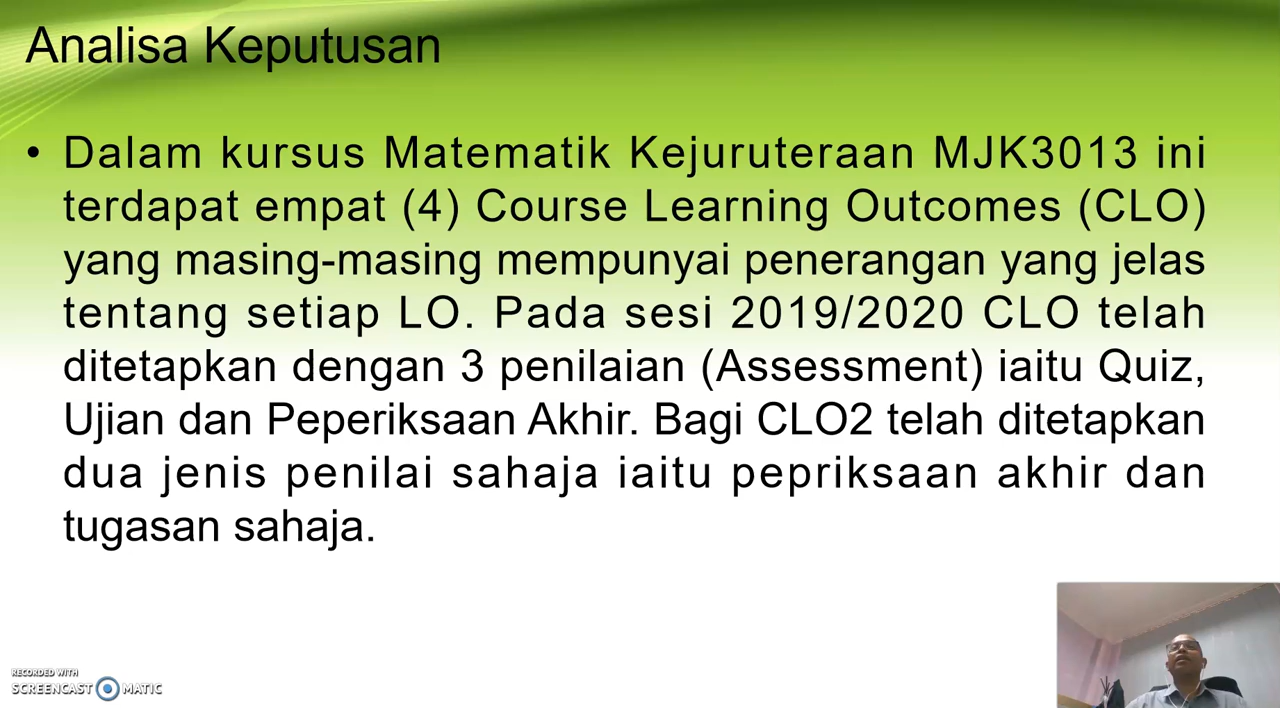 Analisa Keputusan
• Dalam kursus Matematik Kejuruteraan MJK3013 ini
terdapat empat (4) Course Learning Outcomes (CLO)
yang masing-masing mempunyai penerangan yang jelas
tentang setiap LO. Pada sesi 2019/2020 CLO telah
ditetapkan dengan 3 penilaian (Assessment) iaitu Quiz,
Ujian dan Peperiksaan Akhir. Bagi CLO2 telah ditetapkan
dua jenis penilai sahaja iaitu pepriksaan akhir dan
tugasan sahaja.
RECORDED WITH
SCREENCAST MATIC